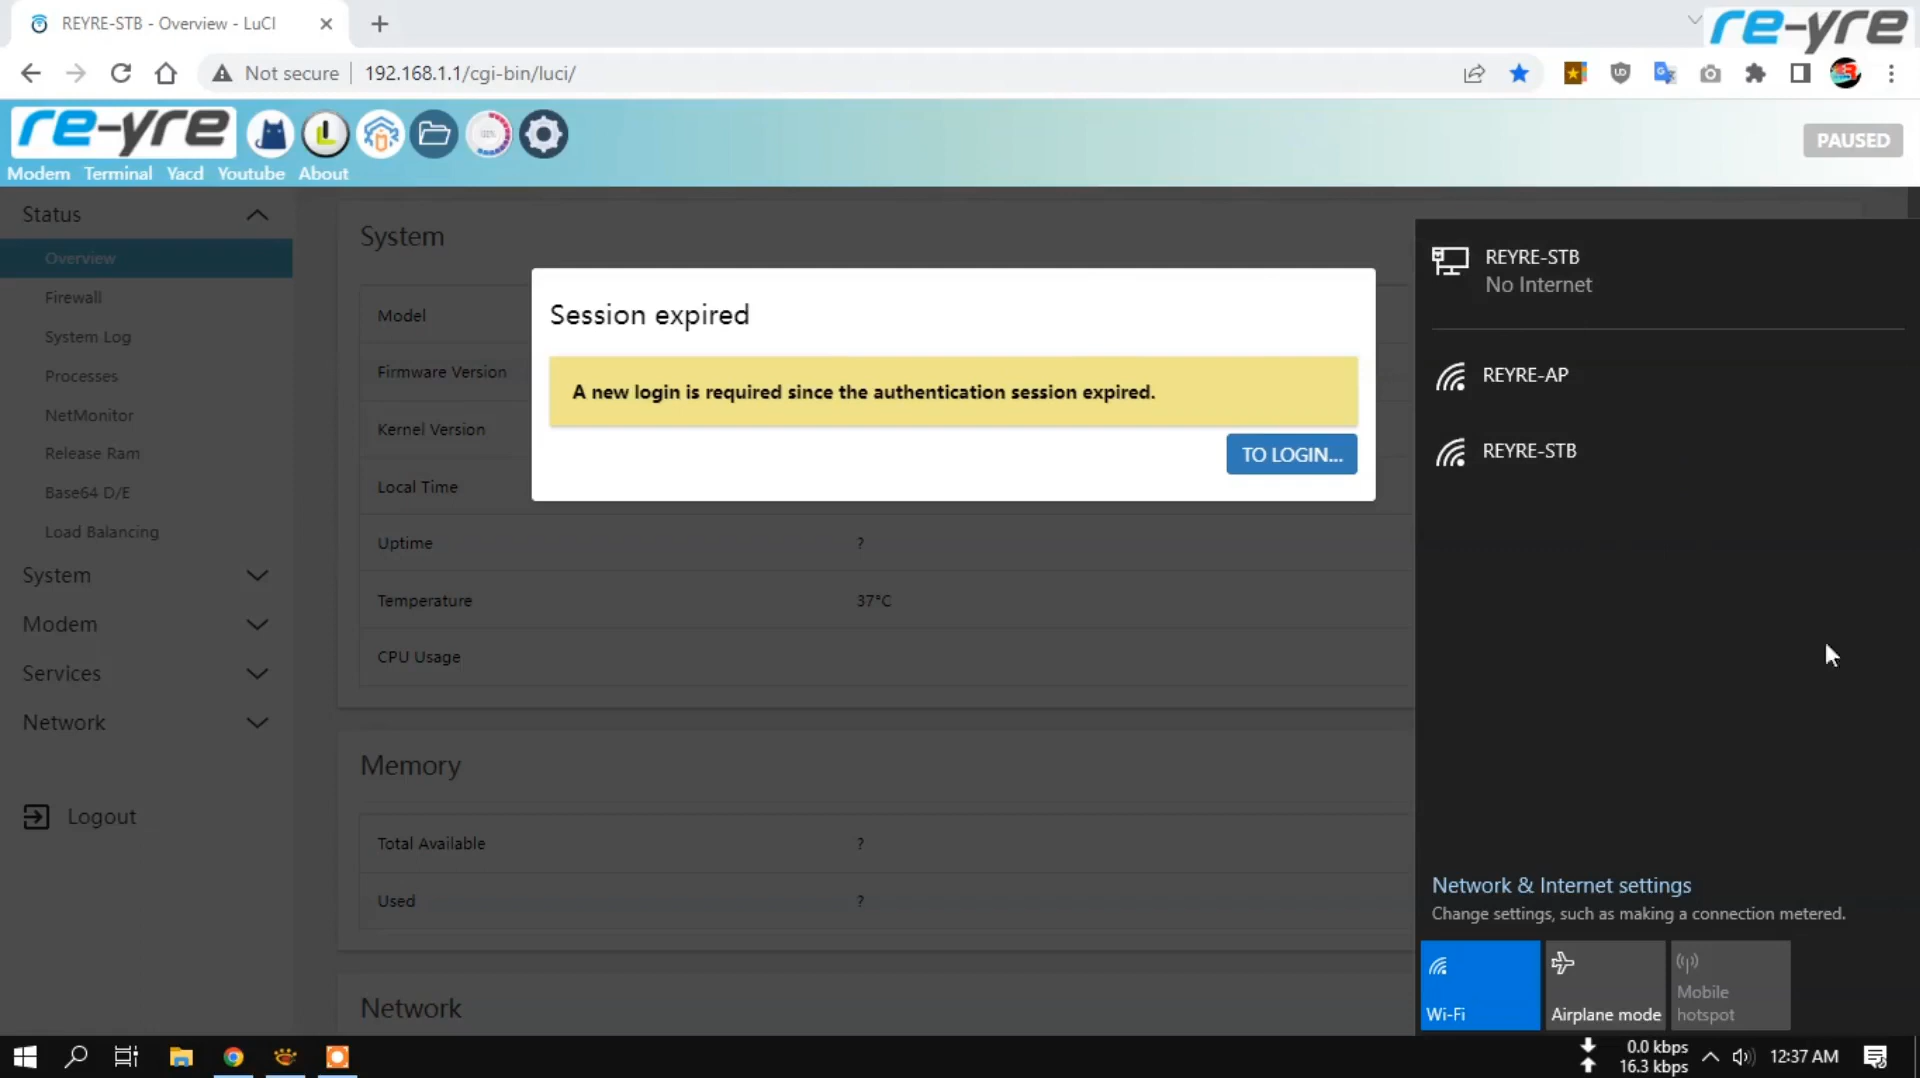 REYRE-STB - Overview - LuCI
re-yre
Not secure
192.168.1.1/cgi-bin/luci/
re-yre
PAUSED
Modem Terminal Yacd Youtube About
Status
Overview
Firewall
System Log
Processes
NetMonitor
Release Ram
Base64 D/E
Load Balancing
System
Modem
Services
Network
Logout
System
Model
Firmware Version
Kernel Version
Local Time
Uptime
?
Temperature
37°C
CPU Usage
Memory
Total Available
?
Used
?
Network
Session expired
A new login is required since the authentication session expired.
TO LOGIN...
REYRE-STB
No Internet
REYRE-AP
REYRE-STB
Network & Internet settings
Change settings, such as making a connection metered.
Wi-Fi
Airplane mode
Mobile
hotspot
0.0 kbps
16.3 kbps
12:37 AM